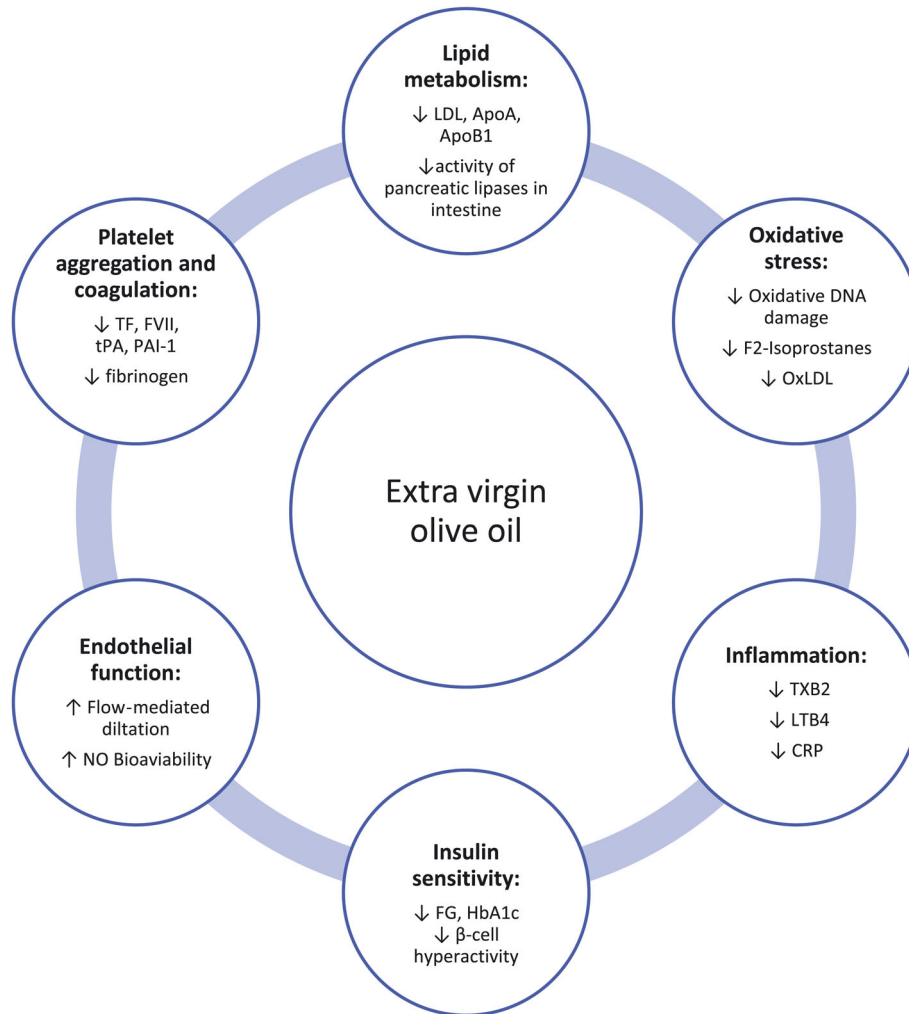 Lipid
metabolism:
↓ LDL, ApoA,
ApoB1
↓activity of
pancreatic lipases in
intestine
Oxidative
stress:
↓ Oxidative DNA
damage
↓ F2-Isoprostanes
↓ OxLDL
Inflammation:
↓ TXB2
↓ LTB4
↓ CRP
Insulin
sensitivity:
↓ FG, HbA1c
↓ β-cell
hyperactivity
Endothelial
function:
↑ Flow-mediated
diltation
↑ NO Bioaviability
Platelet
aggregation and
coagulation:
↓ TF, FVII,
tPA, PAI-1
↓ fibrinogen
Extra virgin
olive oil